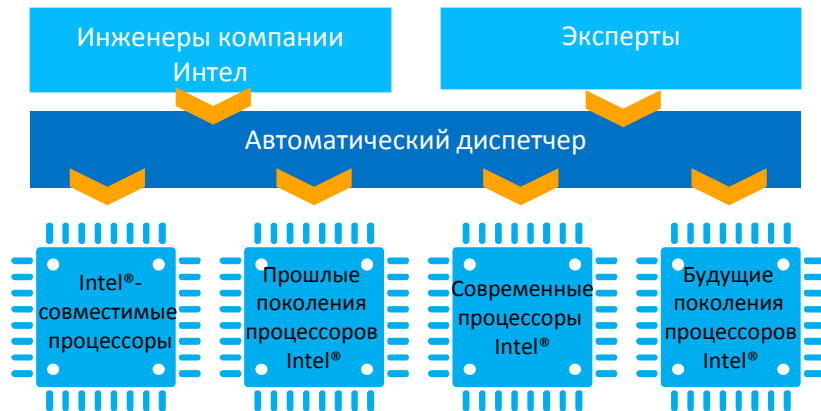 Инженеры компании
Интел
Эксперты
Автоматический диспетчер
Intel®-
совместимые
процессоры
Прошлые
поколения
процессоров
Intel®
Современные
процессоры
Intel®
Будущие
поколения
процессоров
Intel®